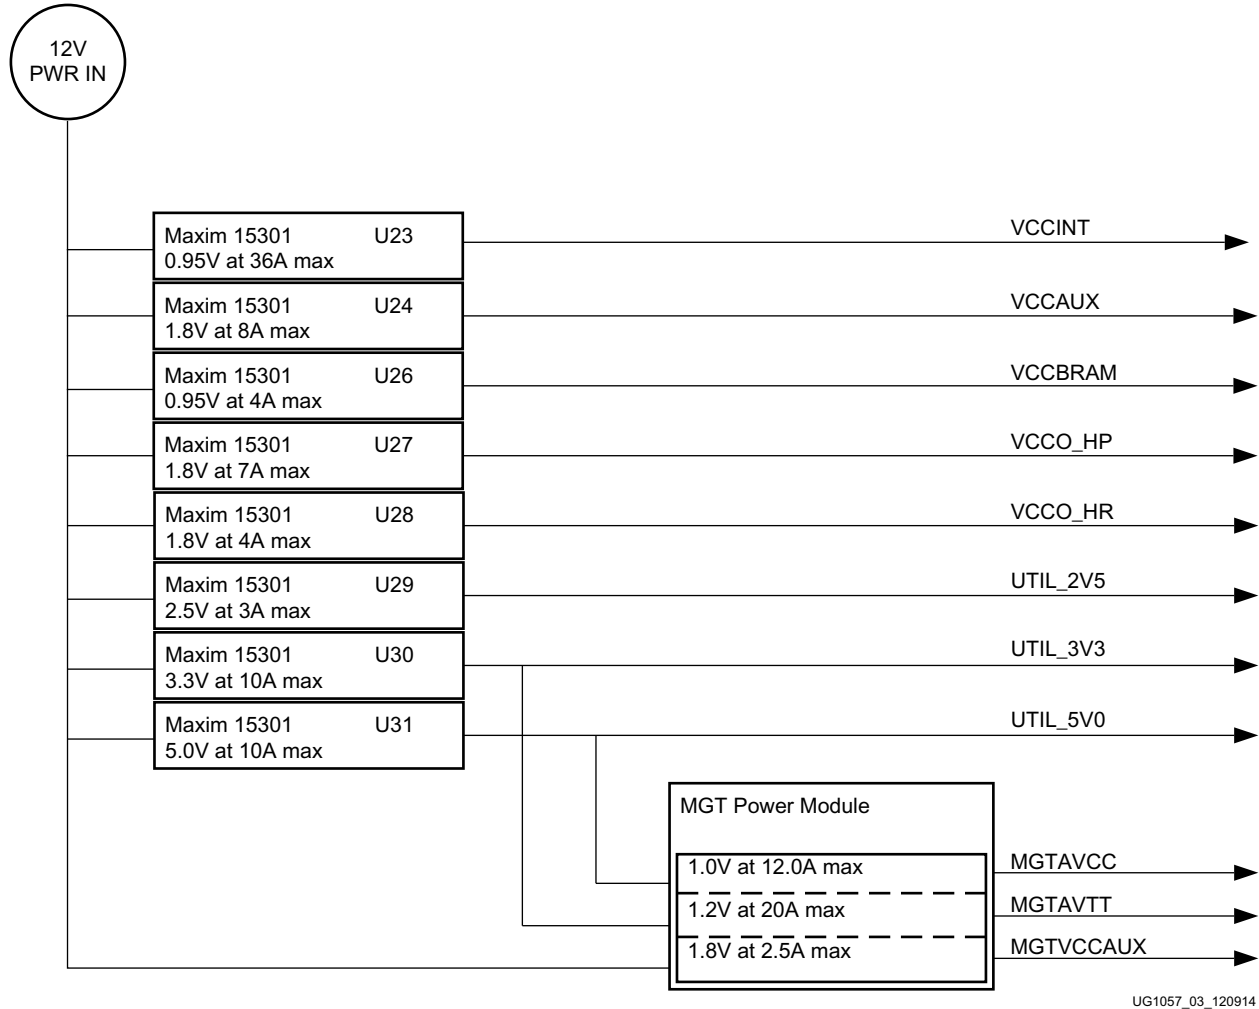 12V
PWR IN
Maxim 15301 U23
0.95V at 36A max
VCCINT
Maxim 15301 U24
1.8V at 8A max
VCCAUX
Maxim 15301 U26
0.95V at 4A max
VCCBRAM
Maxim 15301 U27
1.8V at 7A max
VCCO_HP
Maxim 15301 U28
1.8V at 4A max
VCCO_HR
Maxim 15301 U29
2.5V at 3A max
UTIL_2V5
Maxim 15301 U30
3.3V at 10A max
UTIL_3V3
Maxim 15301 U31
5.0V at 10A max
UTIL_5V0
MGT Power Module
1.0V at 12.0A max
MGTAVCC
1.2V at 20A max
MGTAVTT
1.8V at 2.5A max
MGTVCCAUX
UG1057_03_120914